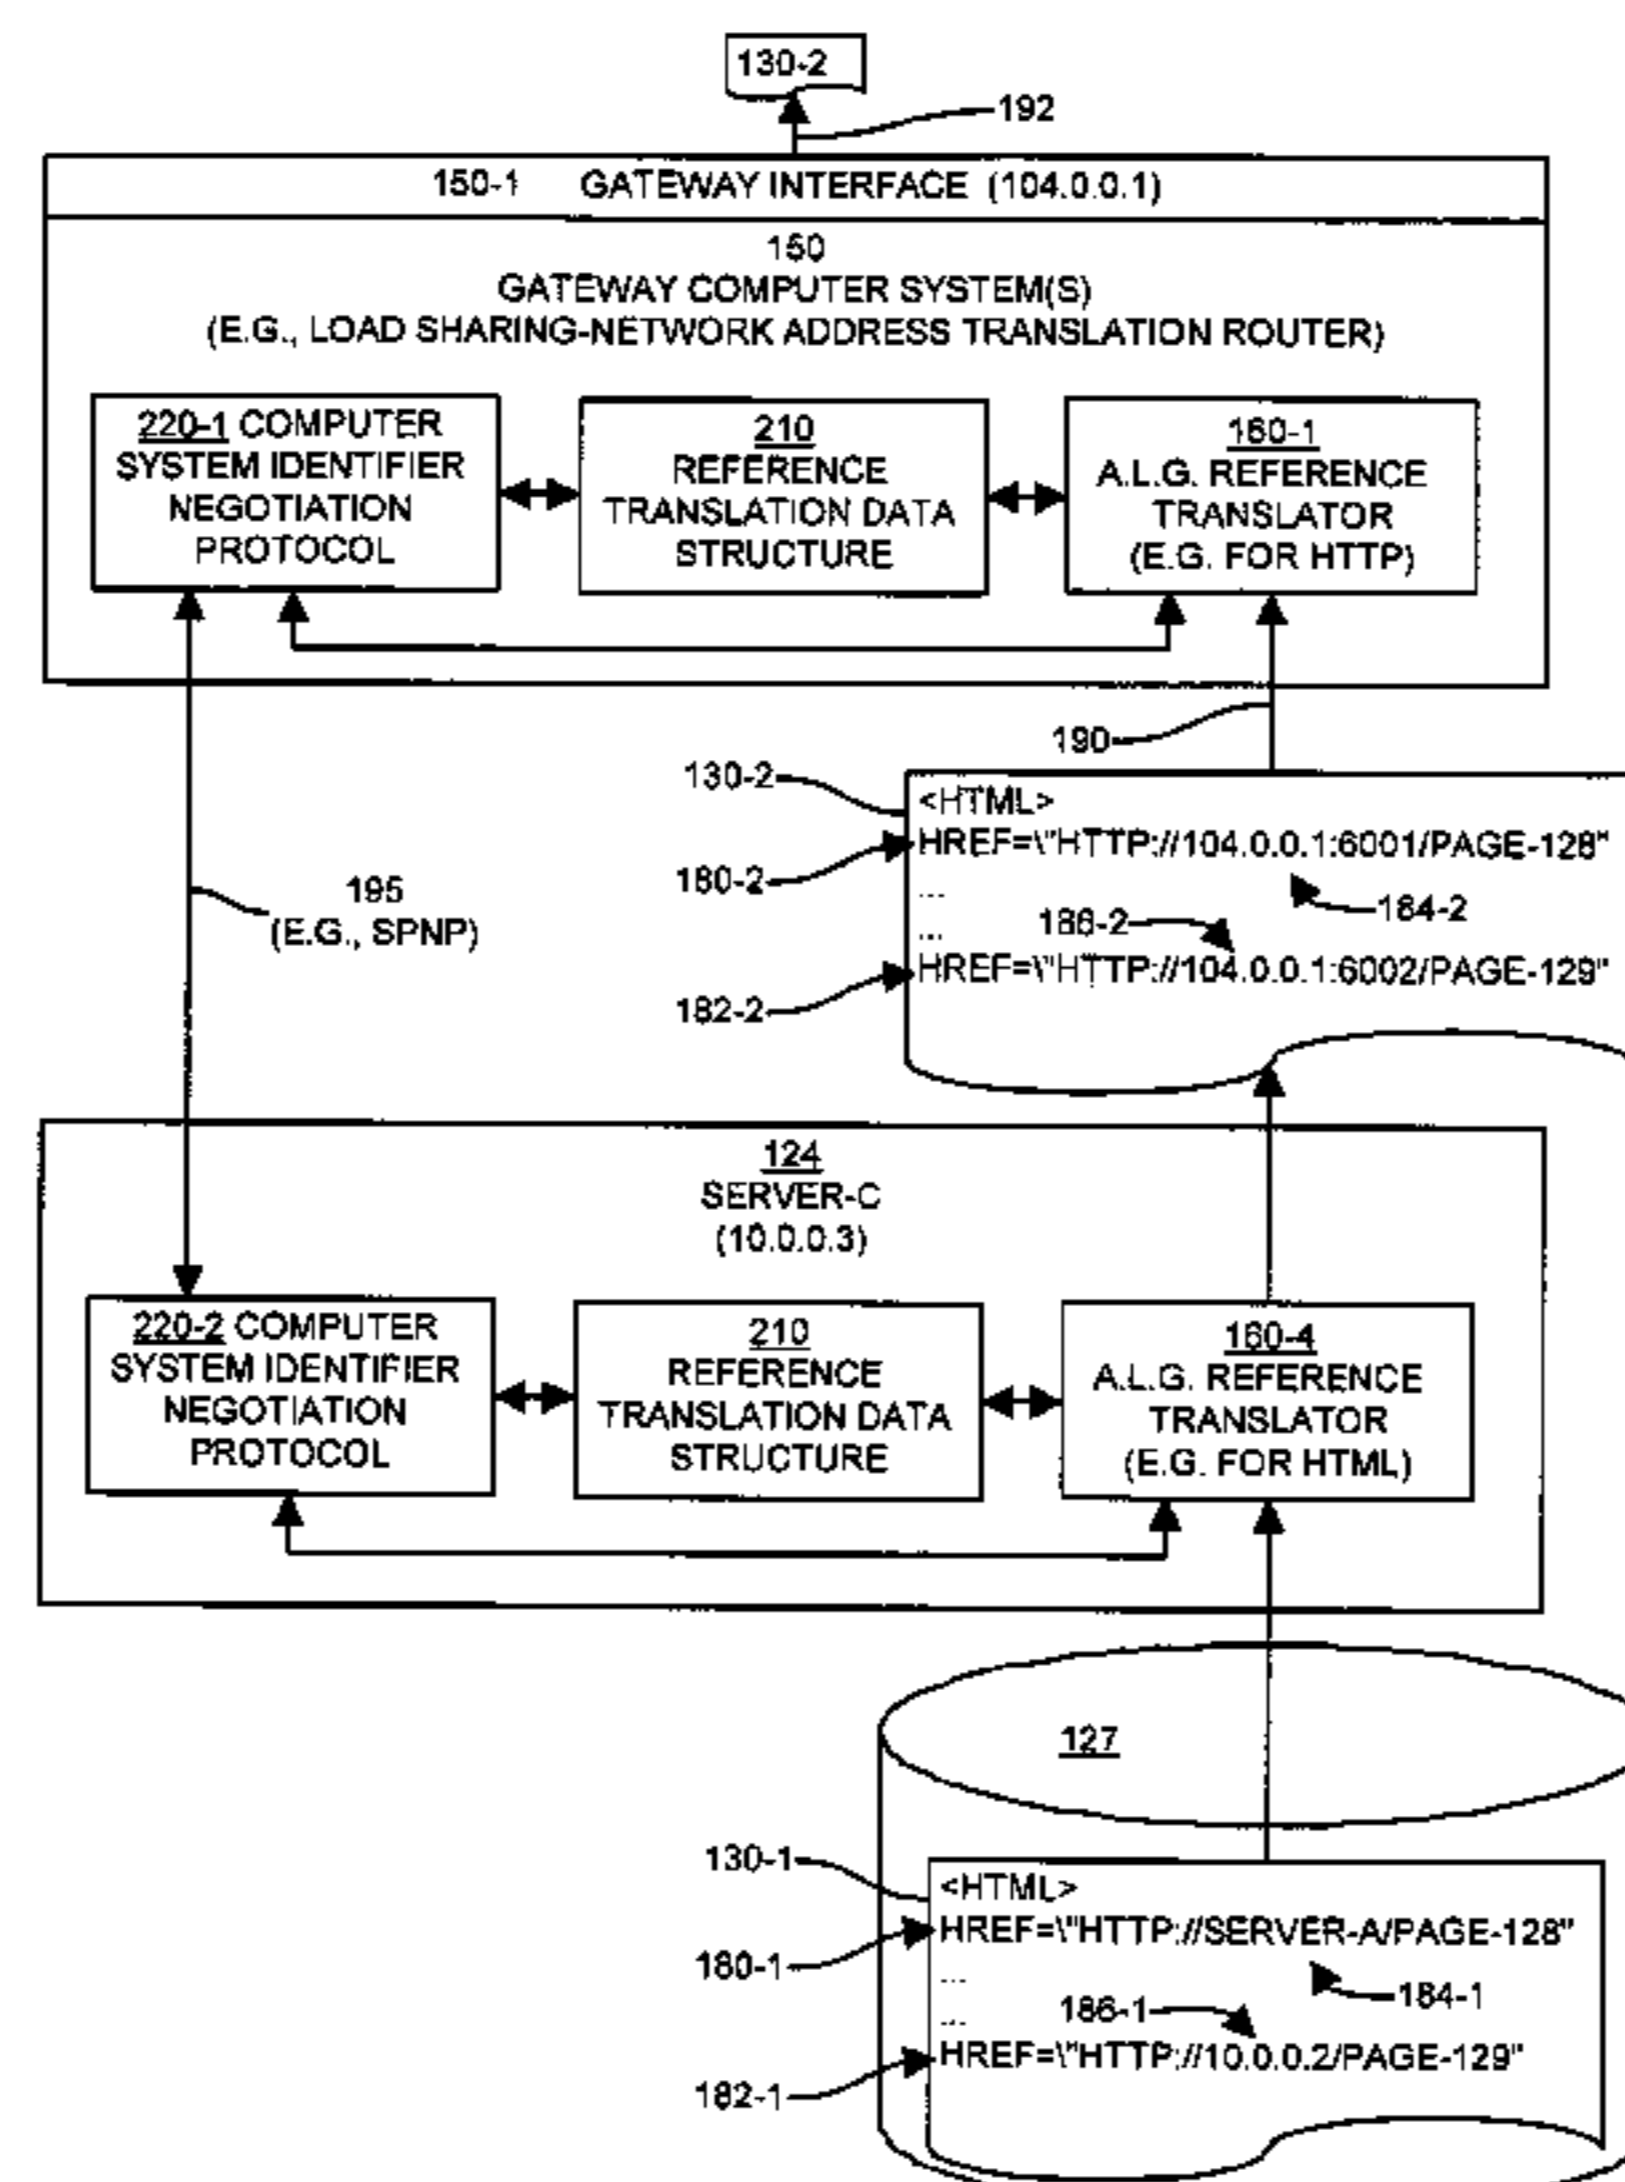 130-2
192
150-1 GATEWAY INTERFACE (104.0.0.1)
150
GATEWAY COMPUTER SYSTEM(S)
(E.G., LOAD SHARING-NETWORK ADDRESS TRANSLATION ROUTER)
220-1 COMPUTER
SYSTEM IDENTIFIER
NEGOTIATION
PROTOCOL
210
REFERENCE
TRANSLATION DATA
STRUCTURE
160-1
A.L.G. REFERENCE
TRANSLATOR
(E.G. FOR HTTP)
190
130-2
<HTML>
HREF=\"HTTP://104.0.0.1:6001/PAGE-128"
180-2
...
184-2
...
186-2
HREF=\"HTTP://104.0.0.1:6002/PAGE-129"
182-2
195
(E.G., SPNP)
124
SERVER-C
(10.0.0.3)
220-2 COMPUTER
SYSTEM IDENTIFIER
NEGOTIATION
PROTOCOL
210
REFERENCE
TRANSLATION DATA
STRUCTURE
160-4
A.L.G. REFERENCE
TRANSLATOR
(E.G. FOR HTML)
127
130-1
<HTML>
HREF=\"HTTP://SERVER-A/PAGE-128"
180-1
...
184-1
...
186-1
HREF=\"HTTP://10.0.0.2/PAGE-129"
182-1